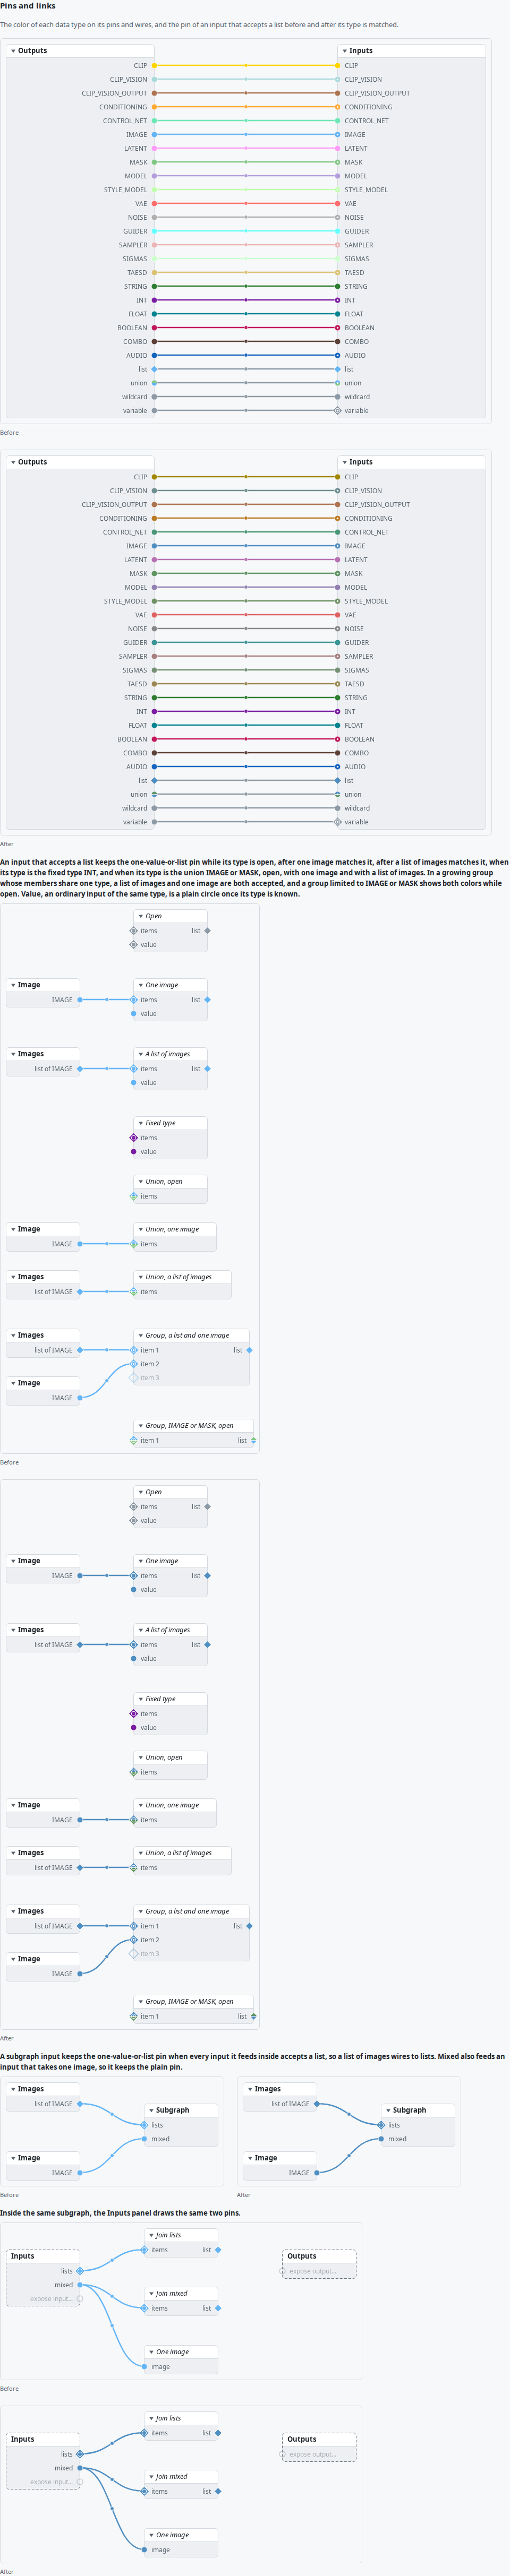 Pins and links
The color of each data type on its pins and wires, and the pin of an input that accepts a list before and after its type is matched.
Outputs Inputs
CLIP CLIP
CLIP_VISION CLIP_VISION
CLIP_VISION_OUTPUT CLIP_VISION_OUTPUT
CONDITIONING CONDITIONING
CONTROL_NET CONTROL_NET
IMAGE IMAGE
LATENT LATENT
MASK MASK
MODEL MODEL
STYLE_MODEL STYLE_MODEL
VAE VAE
NOISE NOISE
GUIDER GUIDER
SAMPLER SAMPLER
SIGMAS SIGMAS
TAESD TAESD
STRING STRING
INT INT
FLOAT FLOAT
BOOLEAN BOOLEAN
COMBO COMBO
AUDIO AUDIO
list list
union union
wildcard wildcard
variable variable
Before
Outputs Inputs
CLIP CLIP
CLIP_VISION CLIP_VISION
CLIP_VISION_OUTPUT CLIP_VISION_OUTPUT
CONDITIONING CONDITIONING
CONTROL_NET CONTROL_NET
IMAGE IMAGE
LATENT LATENT
MASK MASK
MODEL MODEL
STYLE_MODEL STYLE_MODEL
VAE VAE
NOISE NOISE
GUIDER GUIDER
SAMPLER SAMPLER
SIGMAS SIGMAS
TAESD TAESD
STRING STRING
INT INT
FLOAT FLOAT
BOOLEAN BOOLEAN
COMBO COMBO
AUDIO AUDIO
list list
union union
wildcard wildcard
variable variable
After
An input that accepts a list keeps the one-value-or-list pin while its type is open, after one image matches it, after a list of images matches it, when
its type is the fixed type INT, and when its type is the union IMAGE or MASK, open, with one image and with a list of images. In a growing group
whose members share one type, a list of images and one image are both accepted, and a group limited to IMAGE or MASK shows both colors while
open. Value, an ordinary input of the same type, is a plain circle once its type is known.
Open
items list
value
Image One image
IMAGE items list
value
Images A list of images
list of IMAGE items list
value
Fixed type
items
value
Union, open
items
Image Union, one image
IMAGE items
Images Union, a list of images
list of IMAGE items
Images Group, a list and one image
list of IMAGE item 1 list
item 2
item 3
Image
IMAGE
Group, IMAGE or MASK, open
item 1 list
Before
Open
items list
value
Image One image
IMAGE items list
value
Images A list of images
list of IMAGE items list
value
Fixed type
items
value
Union, open
items
Image Union, one image
IMAGE items
Images Union, a list of images
list of IMAGE items
Images Group, a list and one image
list of IMAGE item 1 list
item 2
item 3
Image
IMAGE
Group, IMAGE or MASK, open
item 1 list
After
A subgraph input keeps the one-value-or-list pin when every input it feeds inside accepts a list, so a list of images wires to lists. Mixed also feeds an
input that takes one image, so it keeps the plain pin.
Images
list of IMAGE
Subgraph
lists
mixed
Image
IMAGE
Before
Images
list of IMAGE
Subgraph
lists
mixed
Image
IMAGE
After
Inside the same subgraph, the Inputs panel draws the same two pins.
Join lists
items list
Inputs Outputs
lists expose output...
mixed
expose input...
Join mixed
items list
One image
image
Before
Join lists
items list
Inputs Outputs
lists expose output...
mixed
expose input...
Join mixed
items list
One image
image
After